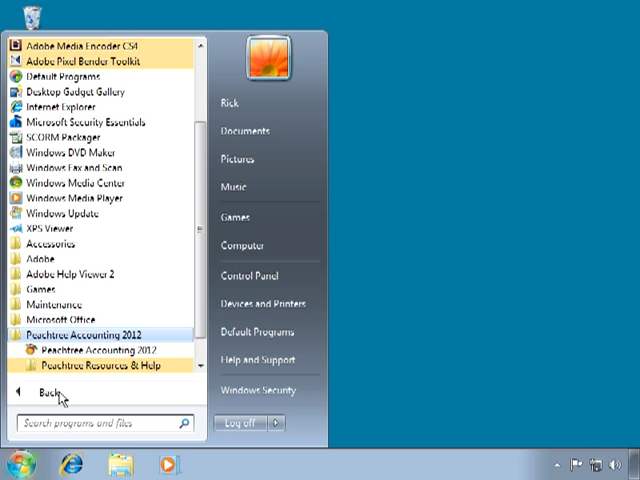 Adobe Media Encoder CS4
Adobe Pixel Bender Toolkit
Default Programs
Desktop Gadget Gallery
Internet Explorer
Microsoft Security Essentials
SCORM Packager
Windows DVD Maker
Windows Fax and Scan
Windows Media Center
Windows Media Player
Windows Update
XPS Viewer
Accessories
Adobe
Adobe Help Viewer 2
Games
Maintenance
Microsoft Office
Peachtree Accounting 2012
Peachtree Accounting 2012
Peachtree Resources & Help
Back
Search programs and files
Rick
Documents
Pictures
Music
Games
Computer
Control Panel
Devices and Printers
Default Programs
Help and Support
Windows Security
Log off